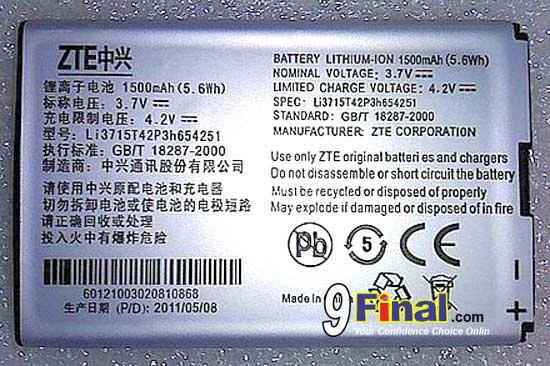 ZTE中兴
锂离子电池 1500mAh(5.6Wh)
标称电压: 3.7V
充电限制电压: 4.2V
型号: Li3715T42P3h654251
执行标准: GB/T 18287-2000
制造商: 中兴通讯股份有限公司
请使用中兴原配电池和充电器
切勿拆卸电池或使电池的电极短路
请正确回收处理旧电池
投入火中有爆炸危险
60121003020810868
生产日期 (P/D): 2011/05/08
BATTERY LITHIUM-ION 1500mAh(5.6Wh)
NOMINAL VOLTAGE: 3.7V
LIMITED CHARGE VOLTAGE: 4.2V
SPEC: Li3715T42P3h654251
STANDARD: GB/T 18287-2000
MANUFACTURER: ZTE CORPORATION
Use only ZTE original batteries and chargers
Do not disassemble or short circuit the battery
Must be recycled or disposed of properly
May explode if damaged or disposed of in fire
Pb
5
CE
Made In
9Final.com
Your Confidence Choice Onlin
- +